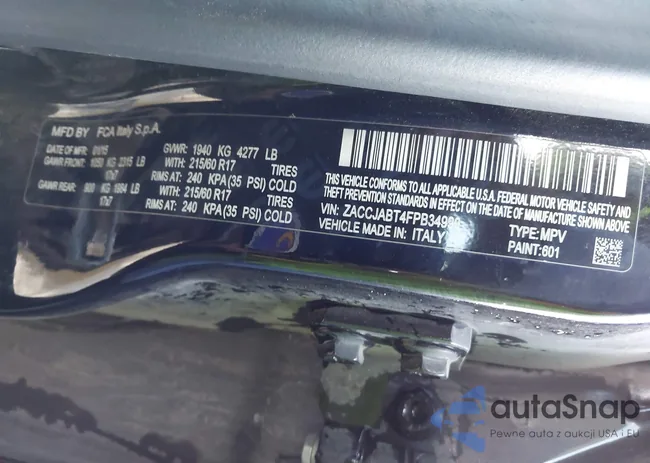 MFD BY FCA Italy S.p.A.
DATE OF MFR 01/15 GVWR: 1940 KG 4277 LB
GAWR FRONT: 1050 KG 2315 LB WITH: 215/60 R17 TIRES
17x7 RIMS AT: 240 KPA(35 PSI) COLD
GAWR REAR: 900 KG 1984 LB WITH: 215/60 R17 TIRES
17x7 RIMS AT: 240 KPA(35 PSI) COLD
THIS VEHICLE CONFORMS TO ALL APPLICABLE U.S.A. FEDERAL MOTOR VEHICLE SAFETY AND
THEFT PREVENTION STANDARDS IN EFFECT ON THE DATE OF MANUFACTURE SHOWN ABOVE.
VIN: TYPE: MPV
VEHICLE MADE IN: ITALY PAINT:601
autaSnap
Pewne auta z aukcji USA i EU